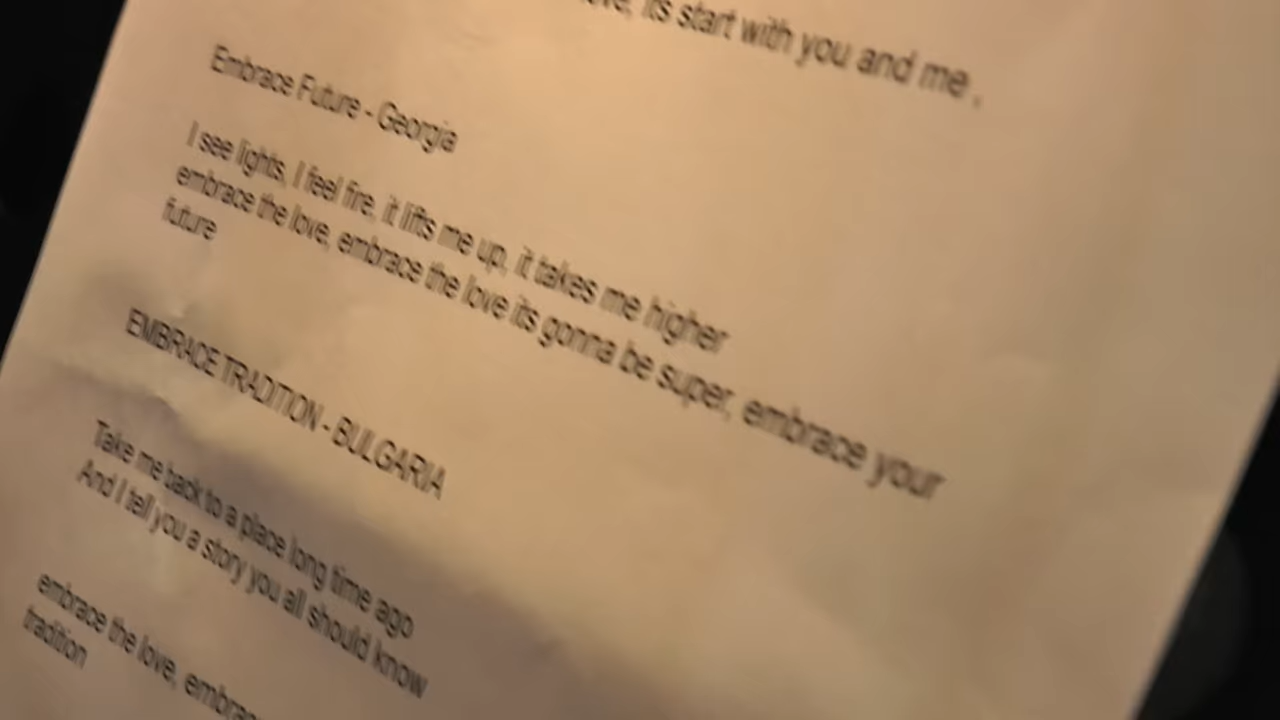 its start with you and me ,
Embrace Future - Georgia
I see lights, I feel fire, it lifts me up, it takes me higher
embrace the love, embrace the love its gonna be super, embrace your
future
EMBRACE TRADITION - BULGARIA
Take me back to a place long time ago
And I tell you a story you all should know
embrace the love,
tradition